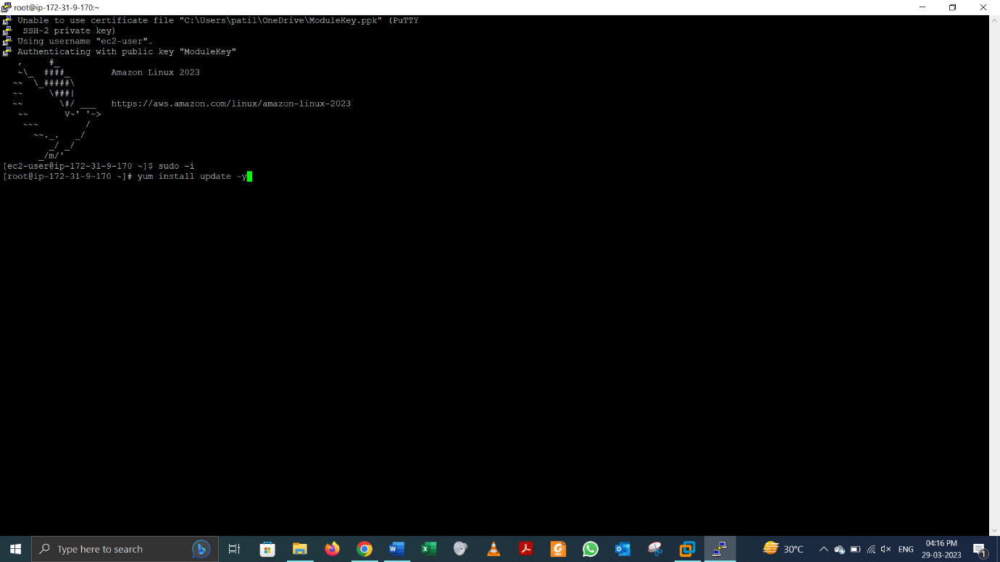 root@ip-172-31-9-170:~
Unable to use certificate file "C:\Users\patil\OneDrive\ModuleKey.ppk" (PuTTY
SSH-2 private key)
Using username "ec2-user".
Authenticating with public key "ModuleKey"
   ,     #_
   ~\_  ####_        Amazon Linux 2023
  ~~  \_#####\
  ~~     \###|
  ~~       \#/ ___   https://aws.amazon.com/linux/amazon-linux-2023
   ~~       V~' '->
    ~~~         /
      ~~._.   _/
         _/ _/
       _/m/'
[ec2-user@ip-172-31-9-170 ~]$ sudo -i
[root@ip-172-31-9-170 ~]# yum install update -y
Type here to search
30°C
ENG
04:16 PM
29-03-2023
1